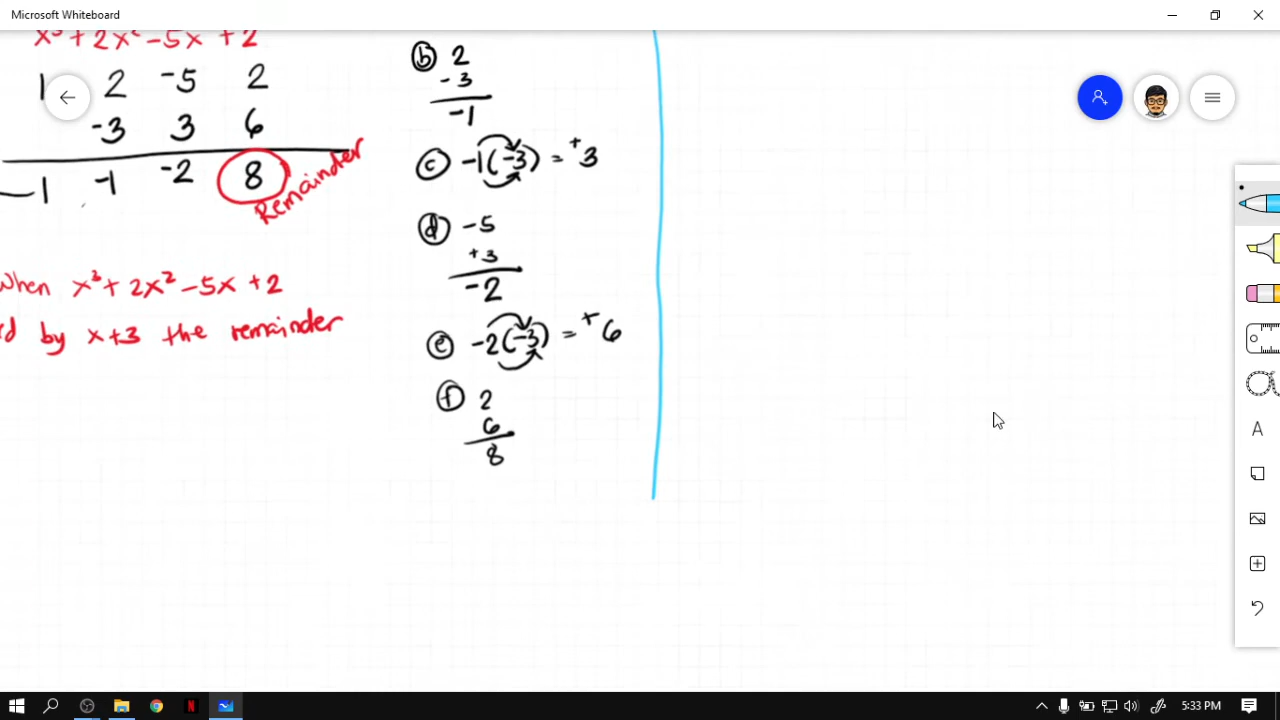 Microsoft Whiteboard
x³ + 2x² - 5x + 2
1 2 -5 2
-3 3 6
1 -1 -2 8
Remainder
When x³ + 2x² - 5x + 2
by x+3 the remainder
ⓑ 2
- 3
-1
ⓒ -1(-3) = +3
ⓓ -5
+3
-2
ⓔ -2(-3) = +6
ⓕ 2
6
8
A
N
5:33 PM